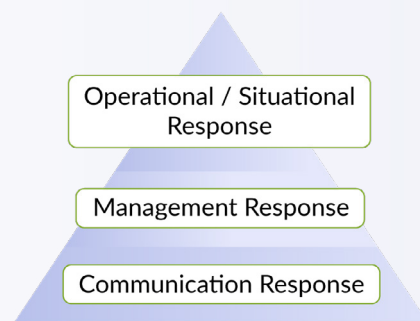 Operational / Situational
Response
Management Response
Communication Response